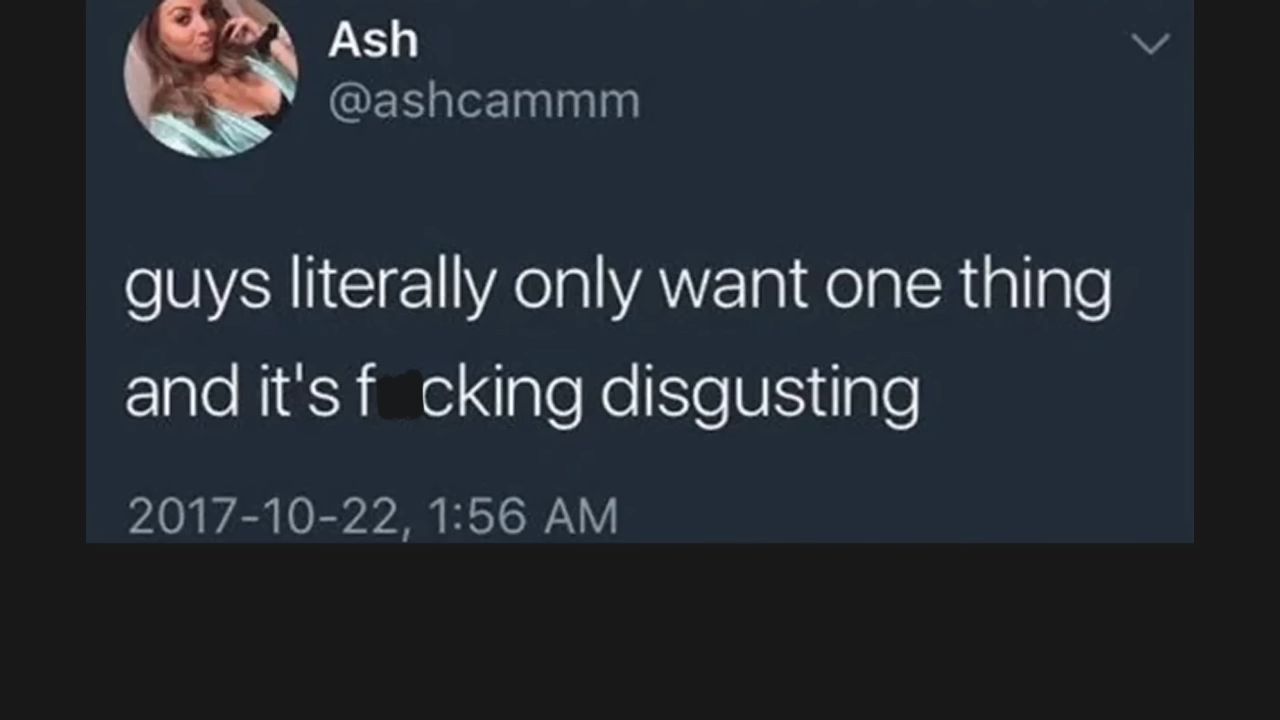 Ash
@ashcammm
guys literally only want one thing
and it's f cking disgusting
2017-10-22, 1:56 AM